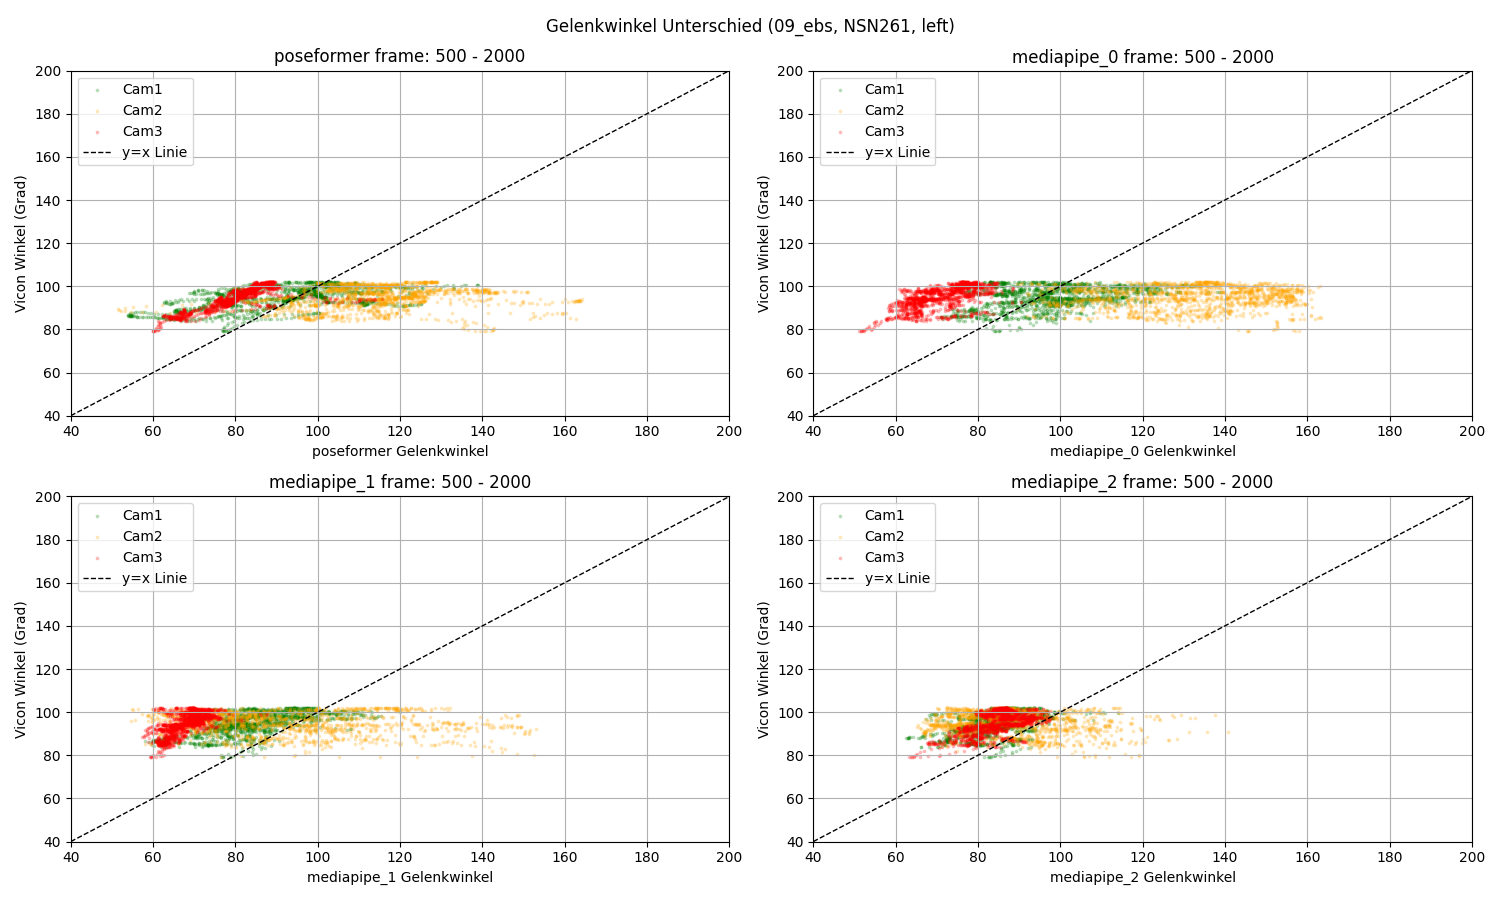 Gelenkwinkel Unterschied (09_ebs, NSN261, left)
poseformer frame: 500 - 2000
Vicon Winkel (Grad)
200
180
160
140
120
100
80
60
40
Cam1
Cam2
Cam3
y=x Linie
40 60 80 100 120 140 160 180 200
poseformer Gelenkwinkel
mediapipe_0 frame: 500 - 2000
Vicon Winkel (Grad)
200
180
160
140
120
100
80
60
40
Cam1
Cam2
Cam3
y=x Linie
40 60 80 100 120 140 160 180 200
mediapipe_0 Gelenkwinkel
mediapipe_1 frame: 500 - 2000
Vicon Winkel (Grad)
200
180
160
140
120
100
80
60
40
Cam1
Cam2
Cam3
y=x Linie
40 60 80 100 120 140 160 180 200
mediapipe_1 Gelenkwinkel
mediapipe_2 frame: 500 - 2000
Vicon Winkel (Grad)
200
180
160
140
120
100
80
60
40
Cam1
Cam2
Cam3
y=x Linie
40 60 80 100 120 140 160 180 200
mediapipe_2 Gelenkwinkel